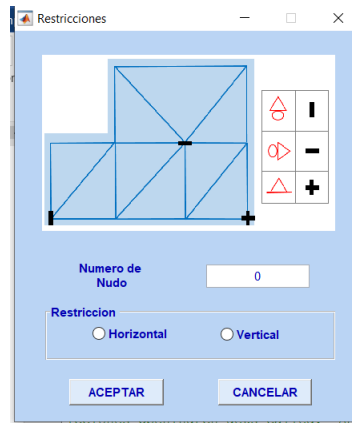 Restricciones
Numero de
Nudo
0
Restriccion
Horizontal
Vertical
ACEPTAR
CANCELAR